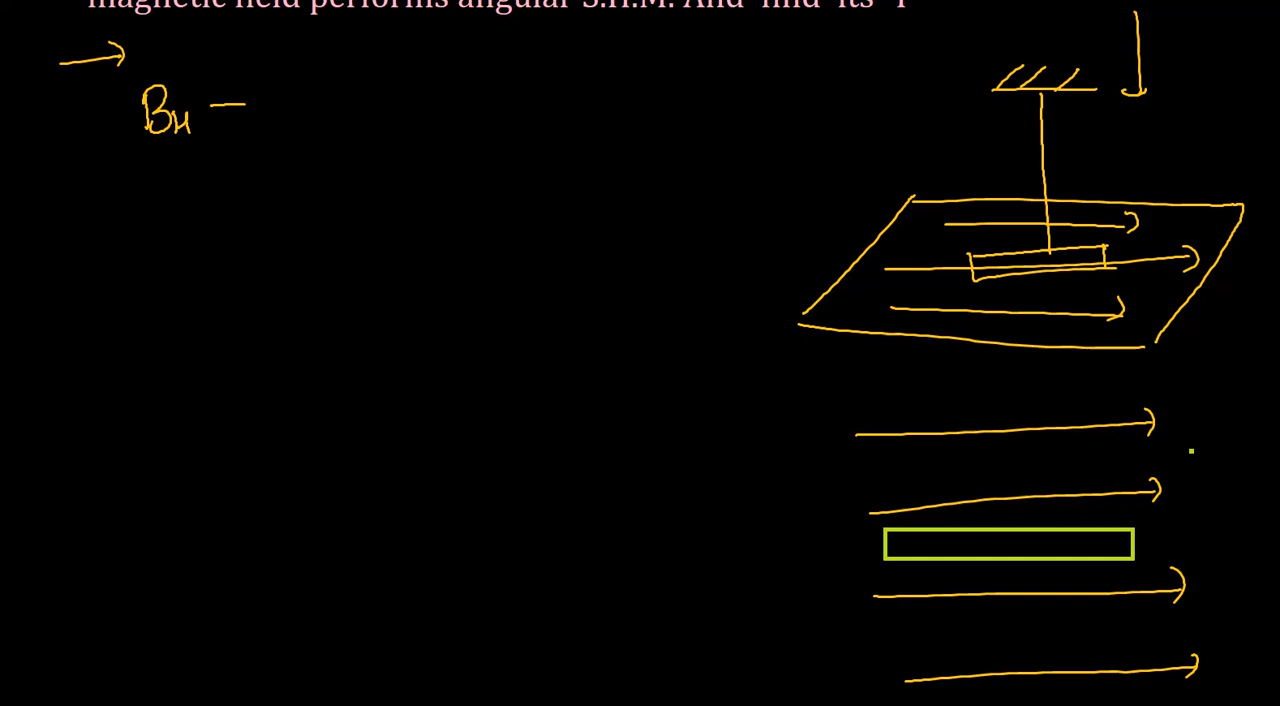 magnetic field performs angular S.H.M. And find its T
B_H —